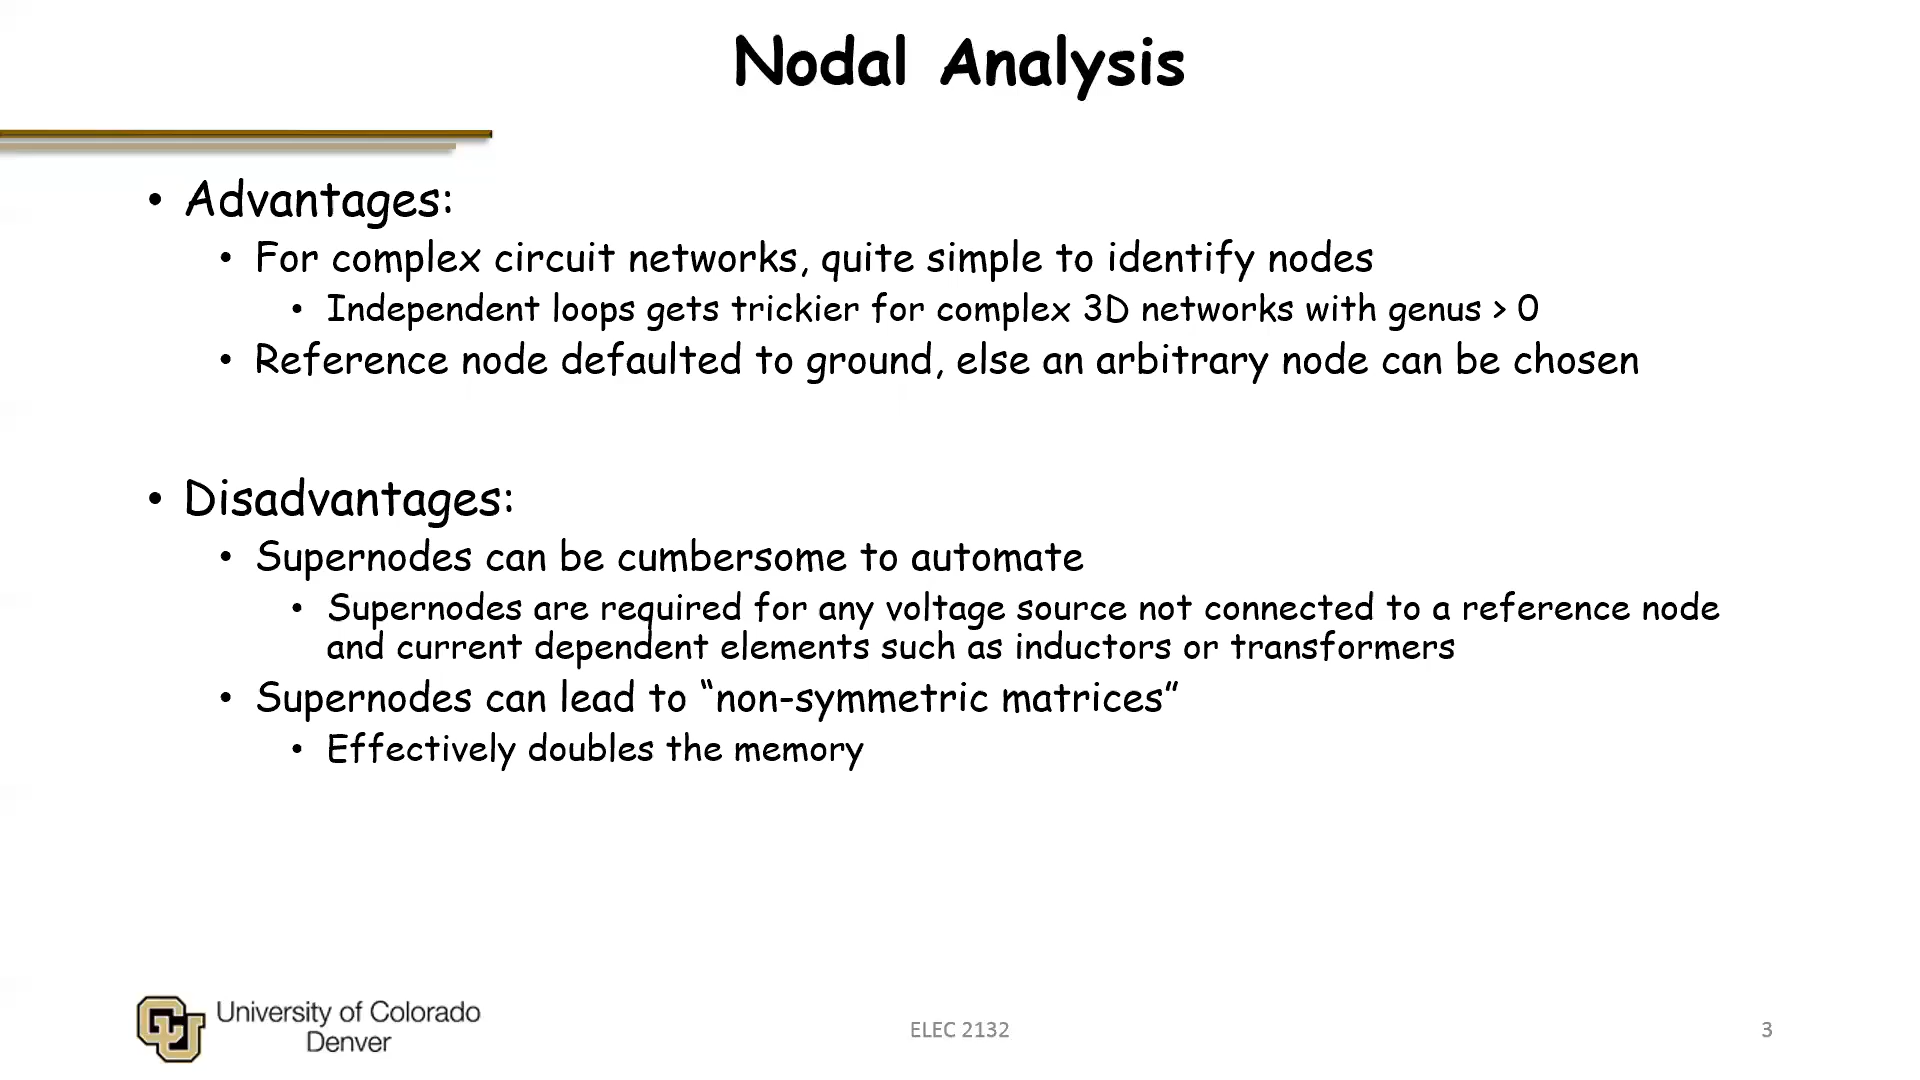 Nodal Analysis
• Advantages:
• For complex circuit networks, quite simple to identify nodes
• Independent loops gets trickier for complex 3D networks with genus > 0
• Reference node defaulted to ground, else an arbitrary node can be chosen
• Disadvantages:
• Supernodes can be cumbersome to automate
• Supernodes are required for any voltage source not connected to a reference node
and current dependent elements such as inductors or transformers
• Supernodes can lead to “non-symmetric matrices”
• Effectively doubles the memory
CU
University of Colorado
Denver
ELEC 2132
3